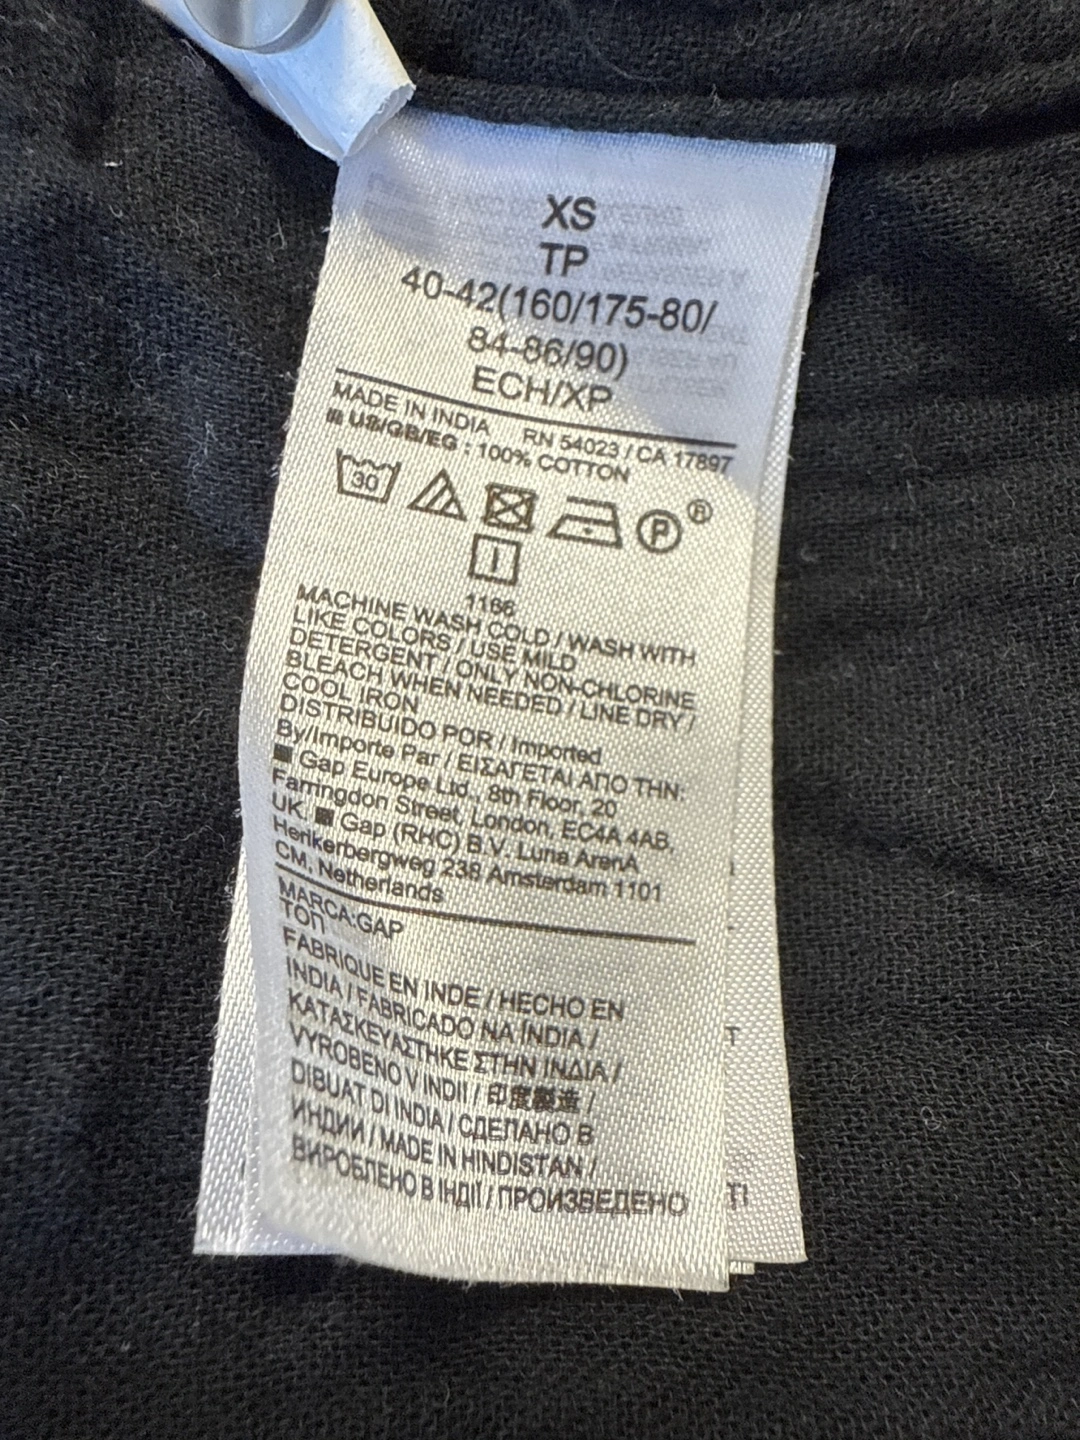 XS
TP
40-42(160/175-80/
84-86/90)
ECH/XP
MADE IN INDIA RN 54023 / CA 17897
US/GB/EG : 100% COTTON
30
P ®
1166
MACHINE WASH COLD / WASH WITH
LIKE COLORS / USE MILD
DETERGENT / ONLY NON-CHLORINE
BLEACH WHEN NEEDED / LINE DRY /
COOL IRON
DISTRIBUIDO POR / Imported
By/Importe Par / ΕΙΣΑΓΕΤΑΙ ΑΠΟ ΤΗΝ:
Gap Europe Ltd., 8th Floor, 20
Farringdon Street, London, EC4A 4AB,
UK, Gap (RHC) B.V. Luna ArenA
Herikerbergweg 238 Amsterdam 1101
CM, Netherlands
MARCA:GAP
ТОП
FABRIQUE EN INDE / HECHO EN
INDIA / FABRICADO NA ÍNDIA /
ΚΑΤΑΣΚΕΥΑΣΤΗΚΕ ΣΤΗΝ ΙΝΔΙΑ /
VYROBENO V INDII / 印度製造 /
DIBUAT DI INDIA / СДЕЛАНО В
ИНДИИ / MADE IN HINDISTAN /
ВИРОБЛЕНО В ІНДІЇ / ПРОИЗВЕДЕНО